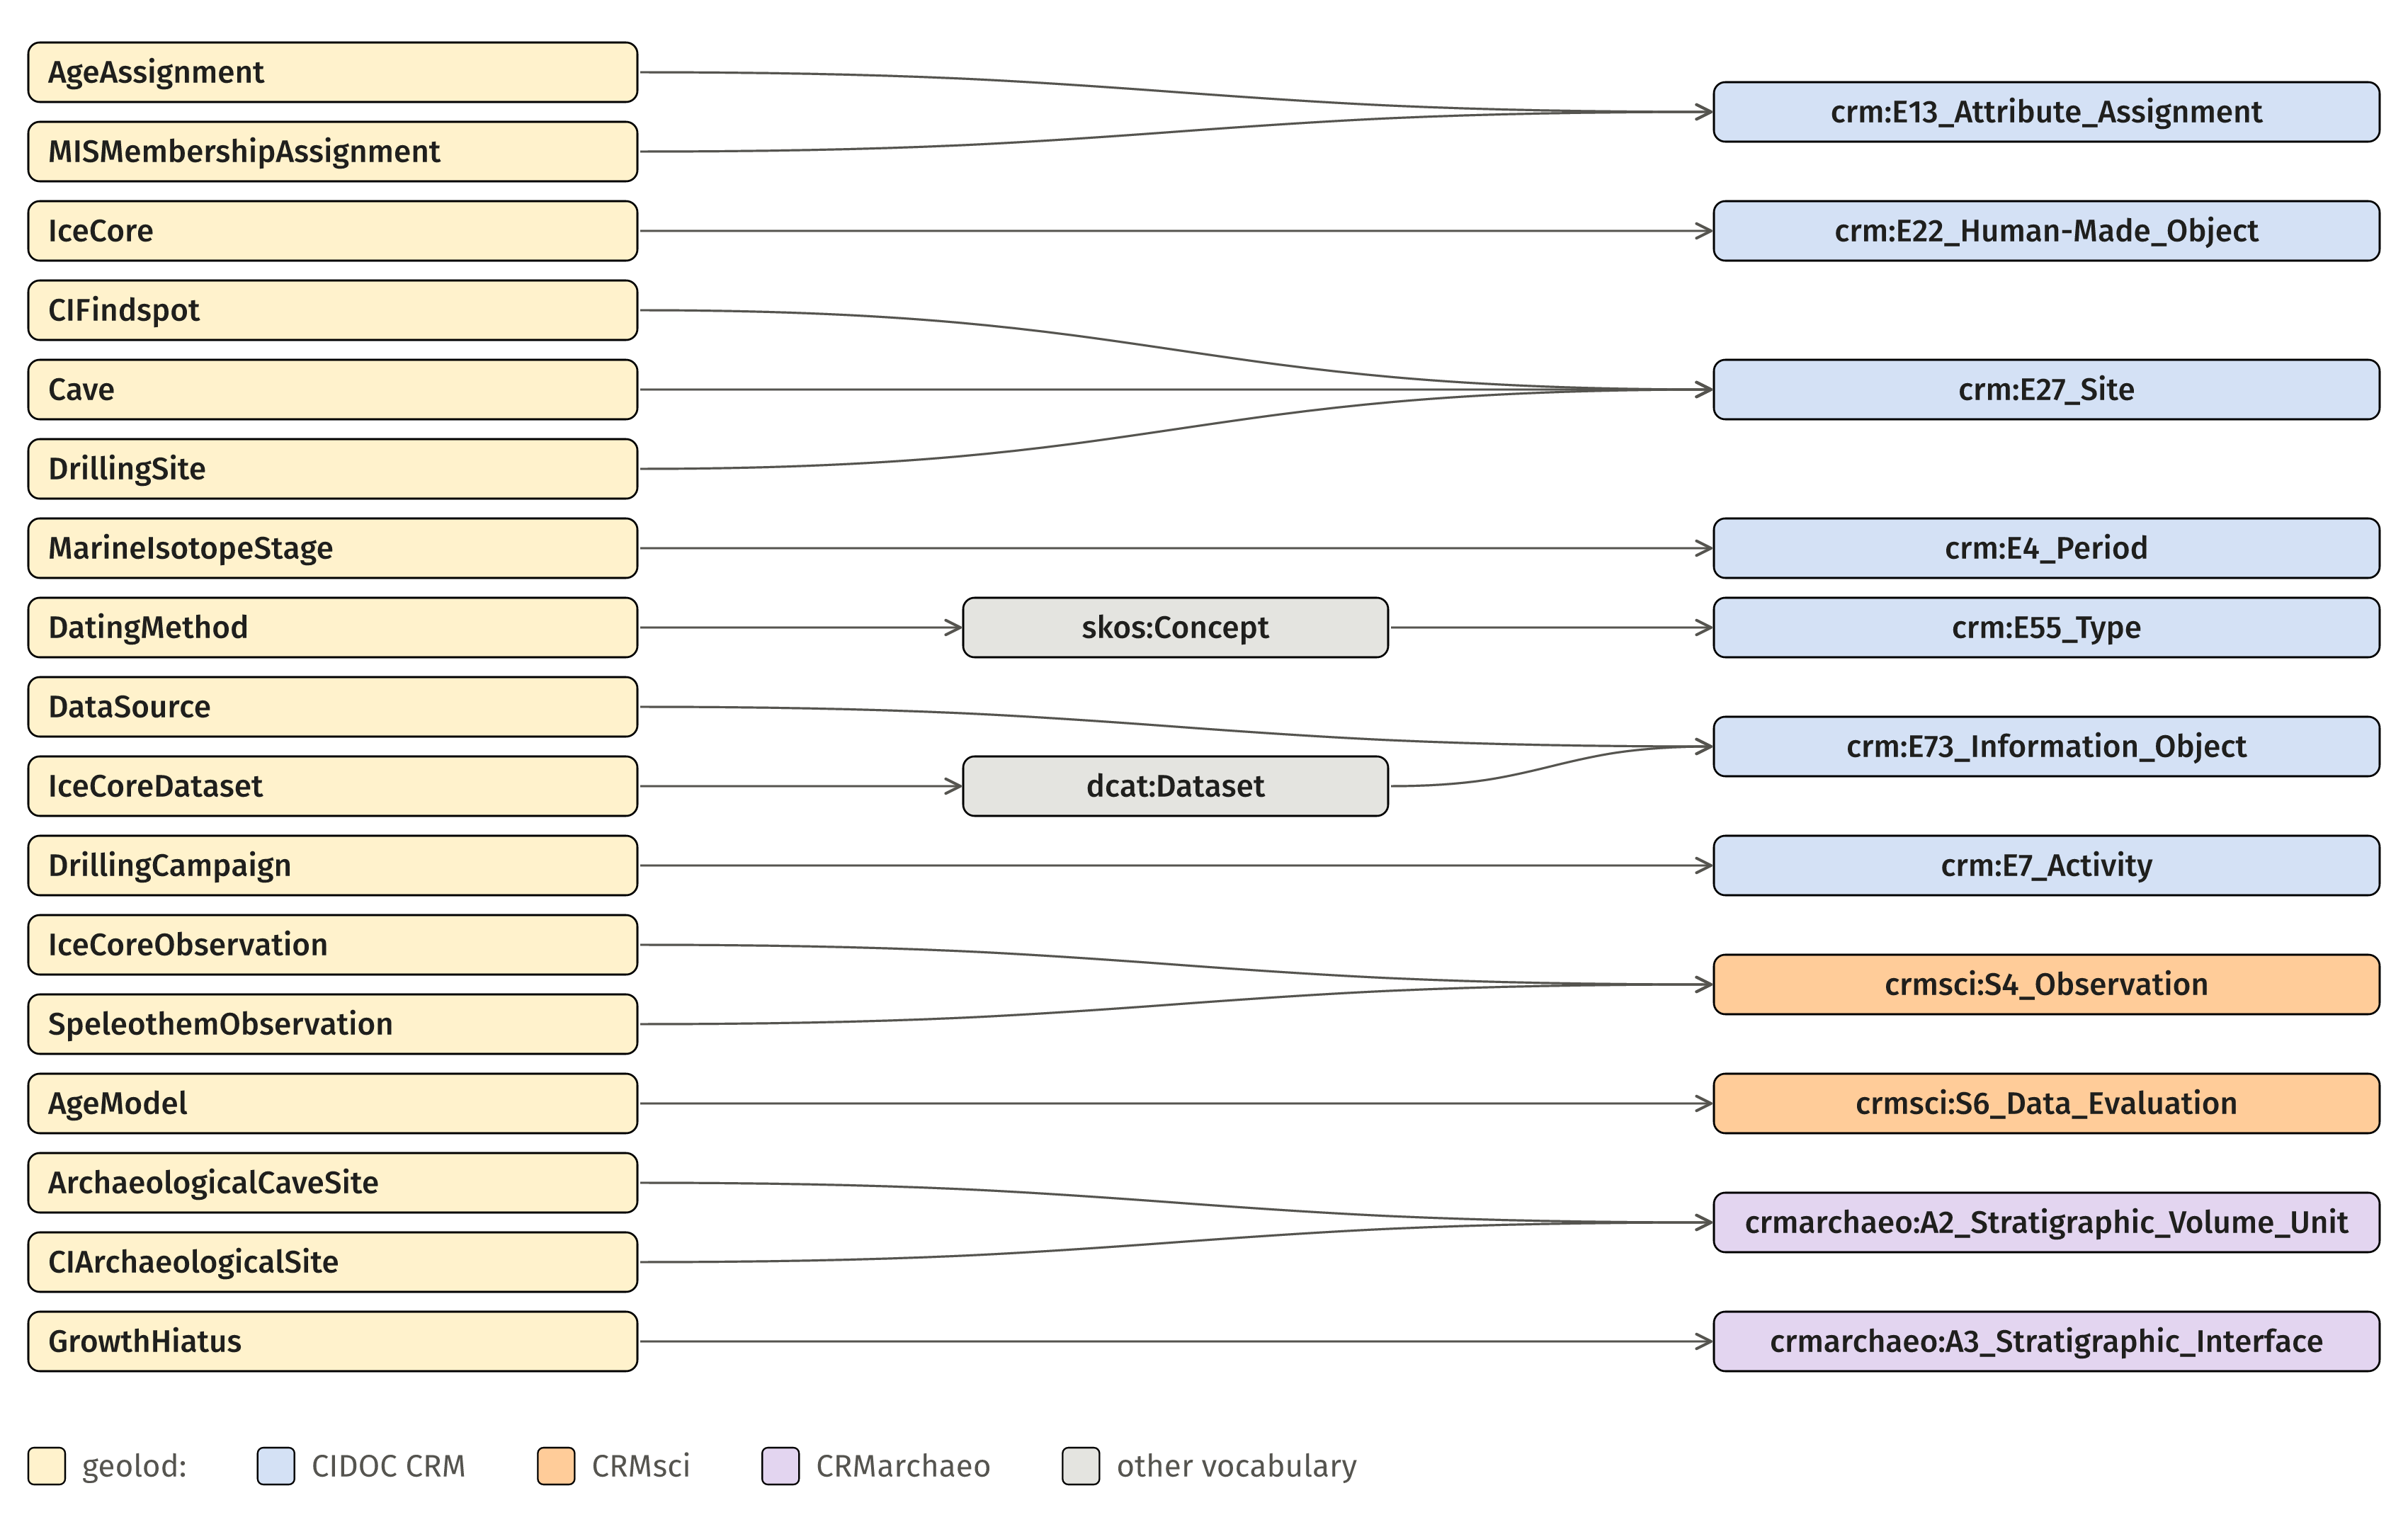 AgeAssignment
crm:E13_Attribute_Assignment
MISMembershipAssignment
IceCore
crm:E22_Human-Made_Object
CIFindspot
Cave
crm:E27_Site
DrillingSite
MarineIsotopeStage
crm:E4_Period
DatingMethod
skos:Concept
crm:E55_Type
DataSource
crm:E73_Information_Object
IceCoreDataset
dcat:Dataset
DrillingCampaign
crm:E7_Activity
IceCoreObservation
crmsci:S4_Observation
SpeleothemObservation
AgeModel
crmsci:S6_Data_Evaluation
ArchaeologicalCaveSite
crmarchaeo:A2_Stratigraphic_Volume_Unit
CIArchaeologicalSite
GrowthHiatus
crmarchaeo:A3_Stratigraphic_Interface
geolod:
CIDOC CRM
CRMsci
CRMarchaeo
other vocabulary